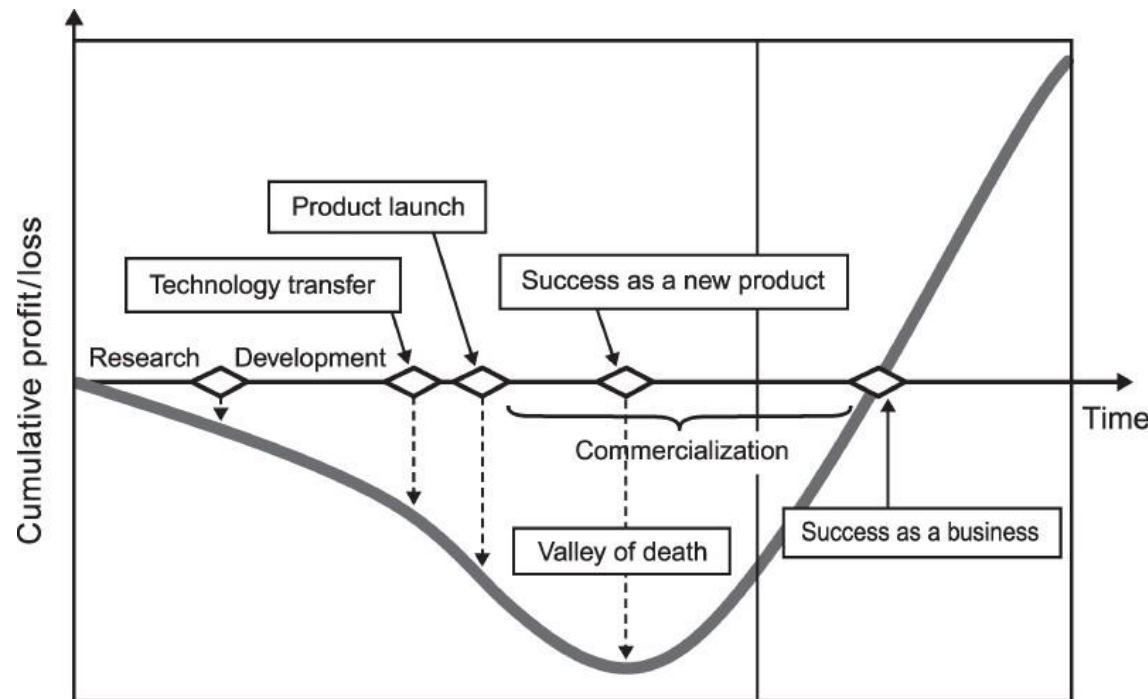 Product launch
Technology transfer
Success as a new product
Research
Development
Time
Commercialization
Cumulative profit/loss
Success as a business
Valley of death